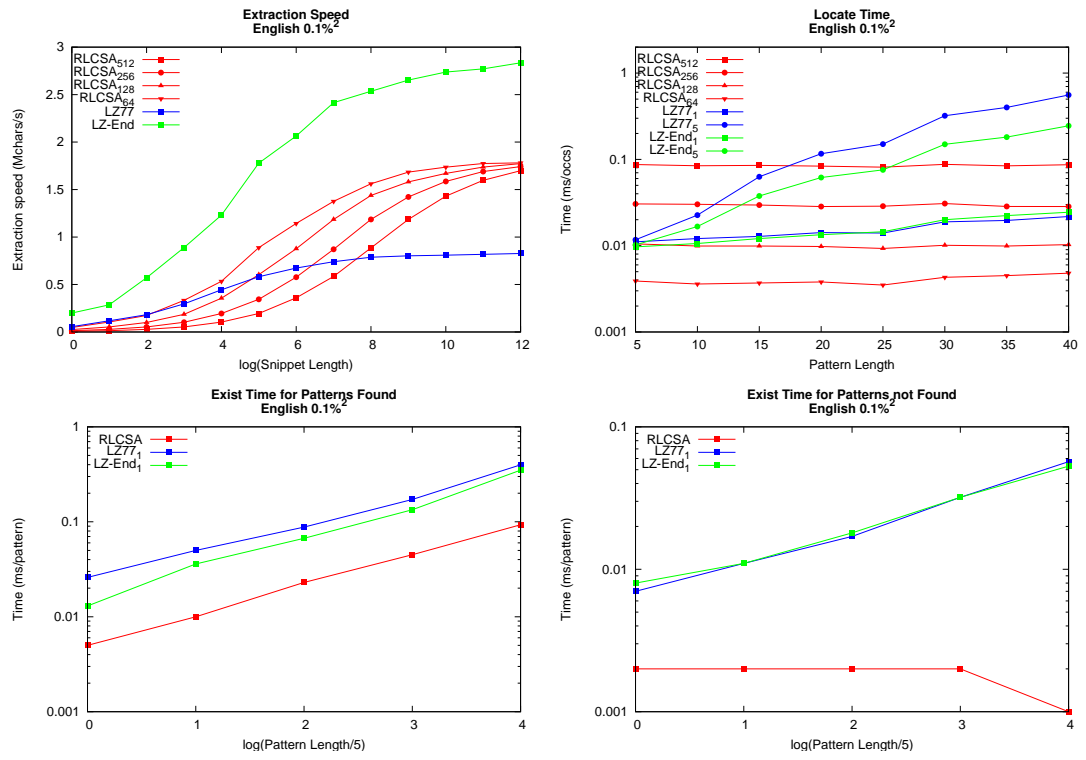 Extraction Speed
English 0.1%²
Extraction speed (Mchars/s)
3
2.5
2
1.5
1
0.5
0
RLCSA₅₁₂
RLCSA₂₅₆
RLCSA₁₂₈
RLCSA₆₄
LZ77
LZ-End
0 2 4 6 8 10 12
log(Snippet Length)
Locate Time
English 0.1%²
Time (ms/occs)
1
0.1
0.01
0.001
RLCSA₅₁₂
RLCSA₂₅₆
RLCSA₁₂₈
RLCSA₆₄
LZ77₁
LZ77₅
LZ-End₁
LZ-End₅
5 10 15 20 25 30 35 40
Pattern Length
Exist Time for Patterns Found
English 0.1%²
Time (ms/pattern)
1
0.1
0.01
0.001
RLCSA
LZ77₁
LZ-End₁
0 1 2 3 4
log(Pattern Length/5)
Exist Time for Patterns not Found
English 0.1%²
Time (ms/pattern)
0.1
0.01
0.001
RLCSA
LZ77₁
LZ-End₁
0 1 2 3 4
log(Pattern Length/5)